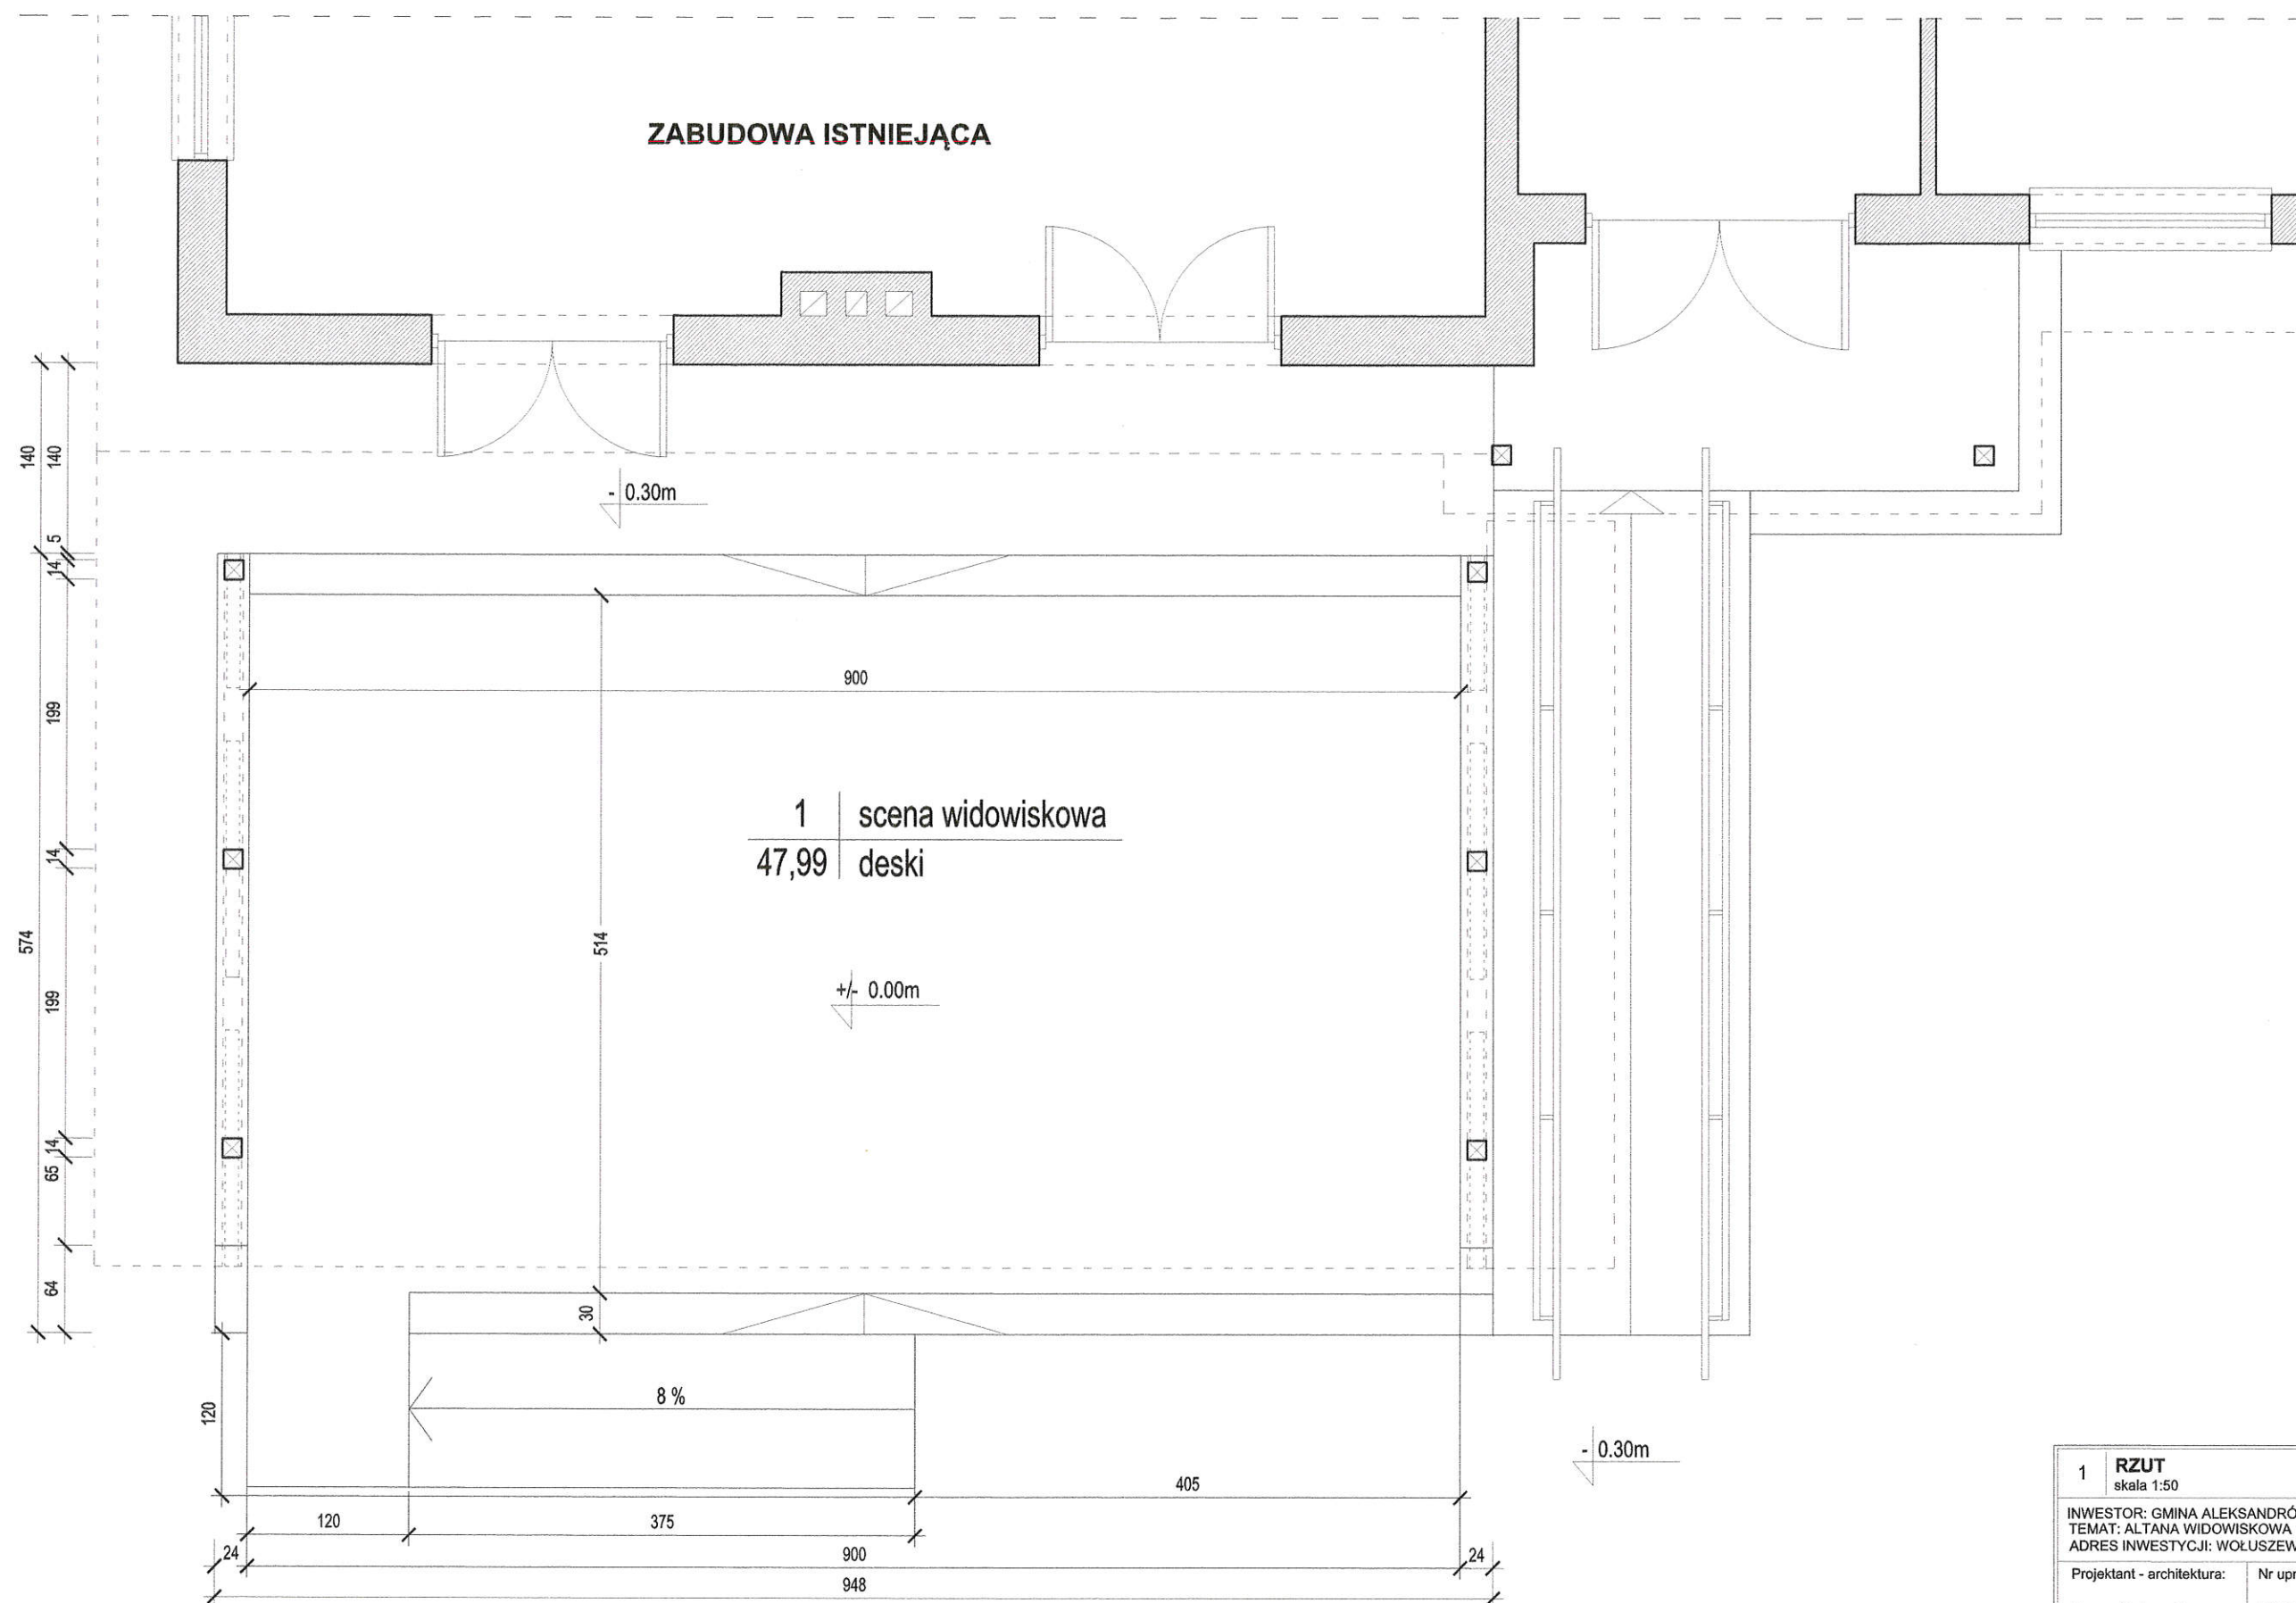 ZABUDOWA ISTNIEJĄCA
140
140
- 0.30m
5
14
900
199
1 scena widowiskowa
47,99 deski
14
574
514
+/- 0.00m
199
14
65
64
30
8 %
120
- 0.30m
405
120
375
24
900
24
948
1 RZUT
skala 1:50
INWESTOR: GMINA ALEKSANDRÓ
TEMAT: ALTANA WIDOWISKOWA
ADRES INWESTYCJI: WOŁUSZEW
Projektant - architektura:
Nr upr